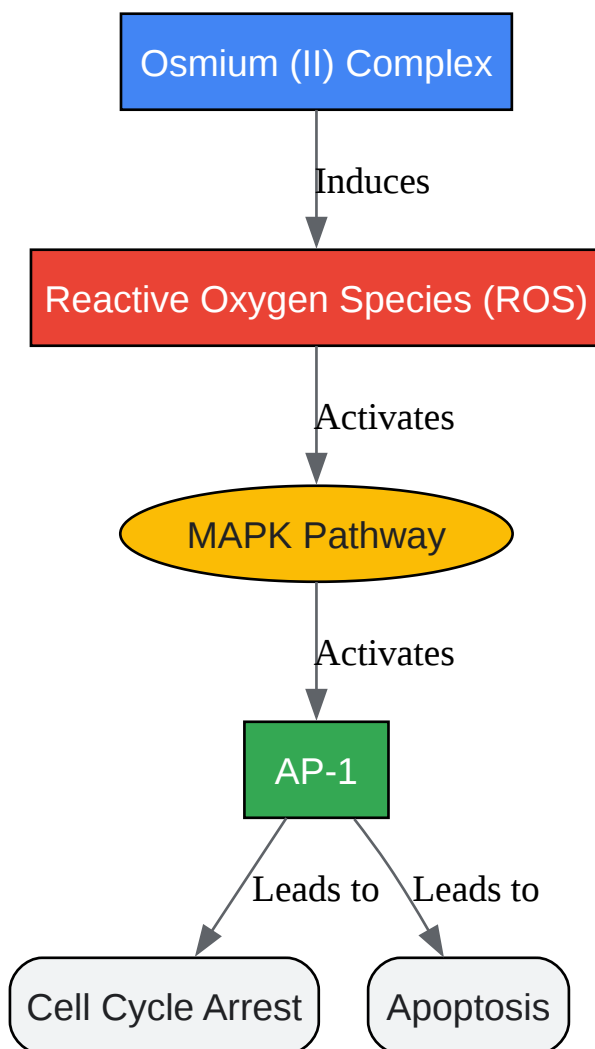 Osmium (II) Complex
Induces
Reactive Oxygen Species (ROS)
Activates
MAPK Pathway
Activates
AP-1
Leads to
Leads to
Cell Cycle Arrest
Apoptosis